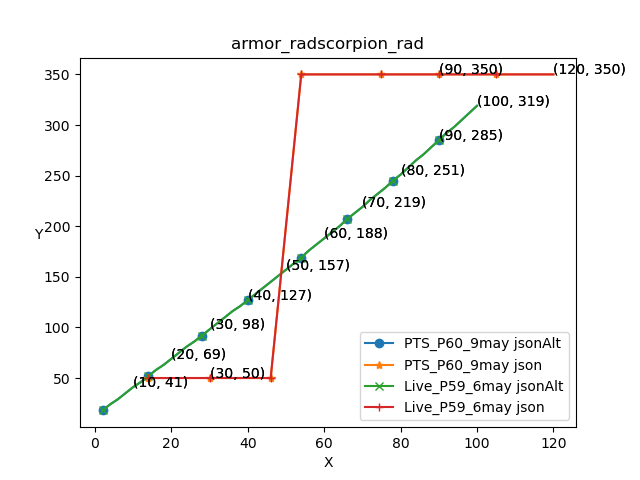 armor_radscorpion_rad
350
300
250
Y
200
150
100
50
(90, 350)
(120, 350)
(100, 319)
(90, 285)
(80, 251)
(70, 219)
(60, 188)
(50, 157)
(40, 127)
(30, 98)
(20, 69)
(30, 50)
(10, 41)
PTS_P60_9may jsonAlt
PTS_P60_9may json
Live_P59_6may jsonAlt
Live_P59_6may json
0 20 40 60 80 100 120
X